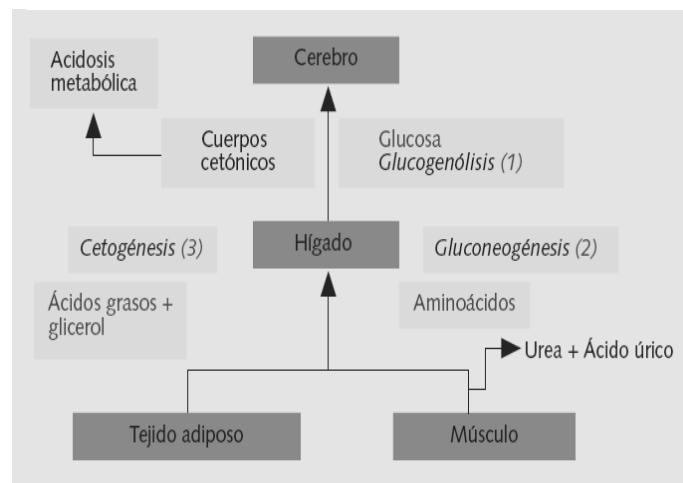 Acidosis
metabólica
Cerebro
Cuerpos
cetónicos
Glucosa
Glucogenólisis (1)
Cetogénesis (3)
Hígado
Gluconeogénesis (2)
Ácidos grasos +
glicerol
Aminoácidos
Urea + Ácido úrico
Tejido adiposo
Músculo